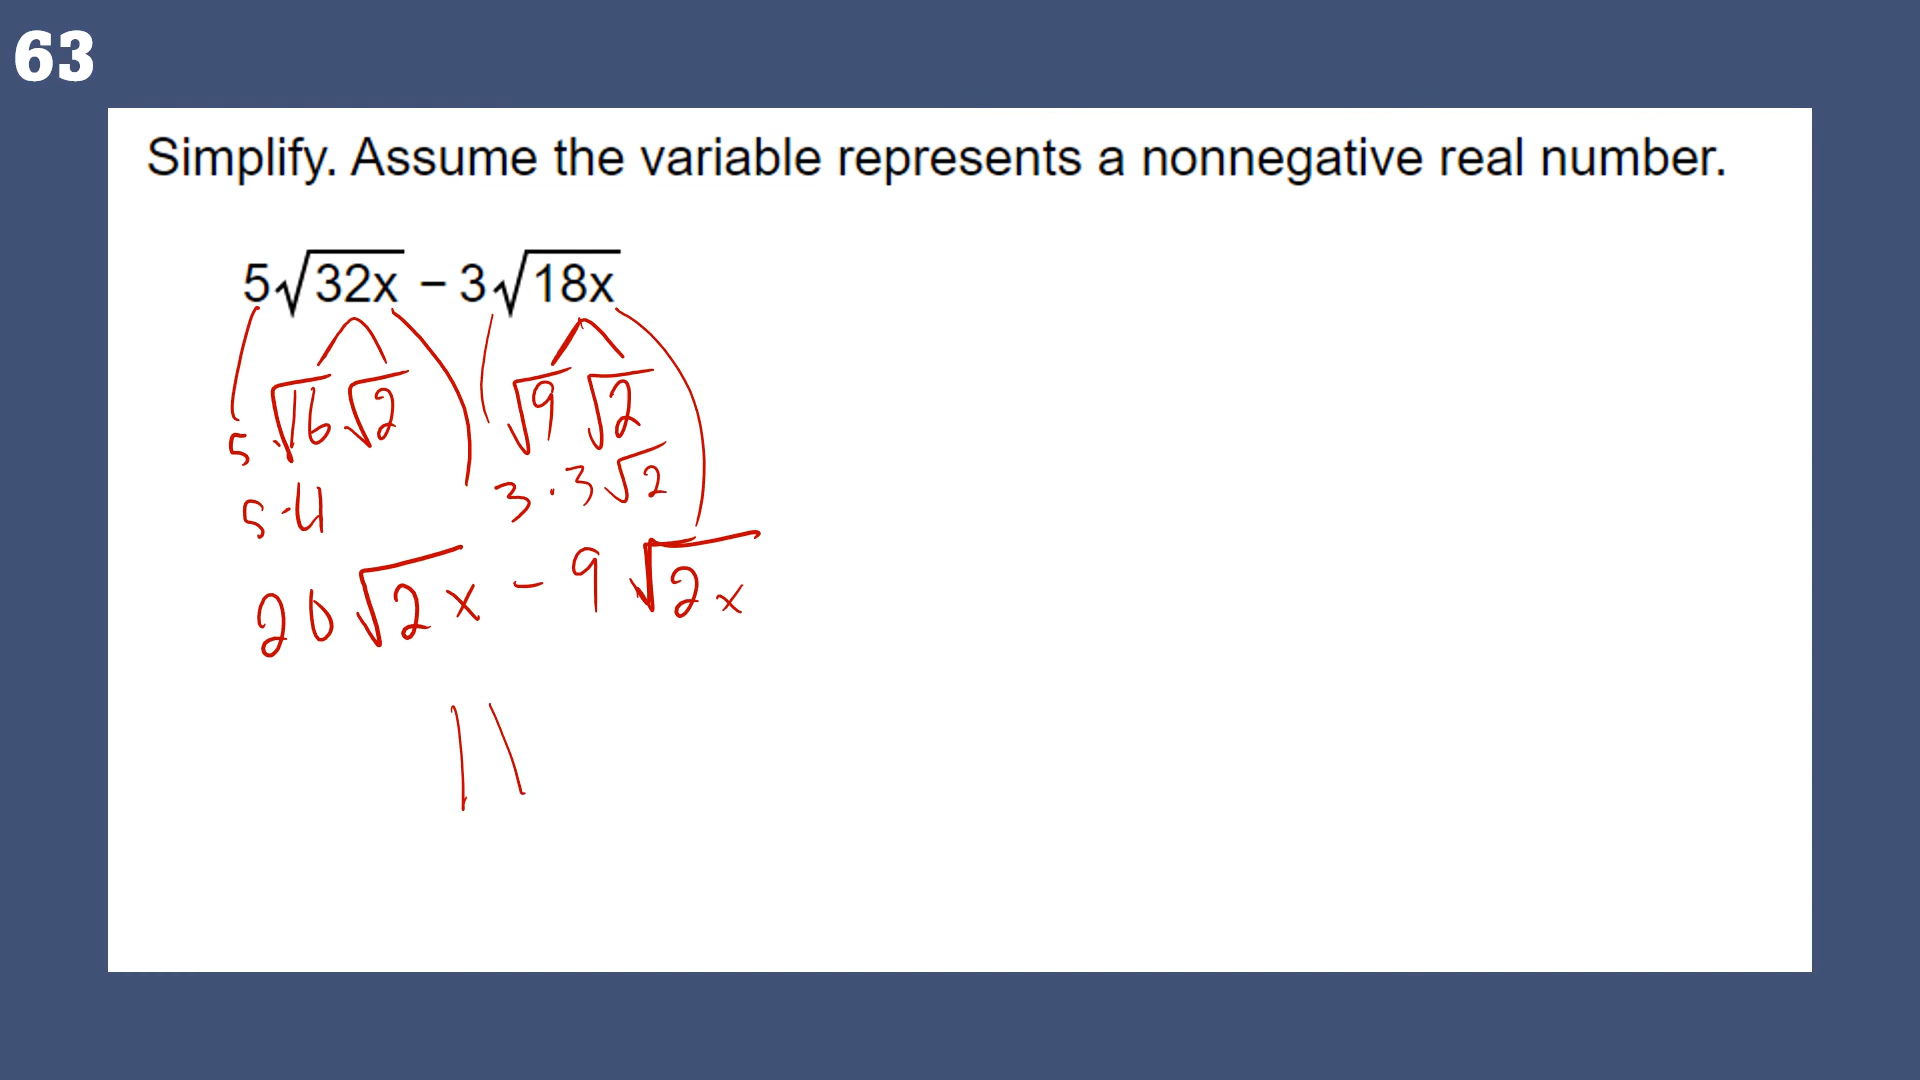 63
Simplify. Assume the variable represents a nonnegative real number.
5√32x − 3√18x
5 √16 √2 √9 √2
5·4 3·3√2
20√2x − 9√2x
11